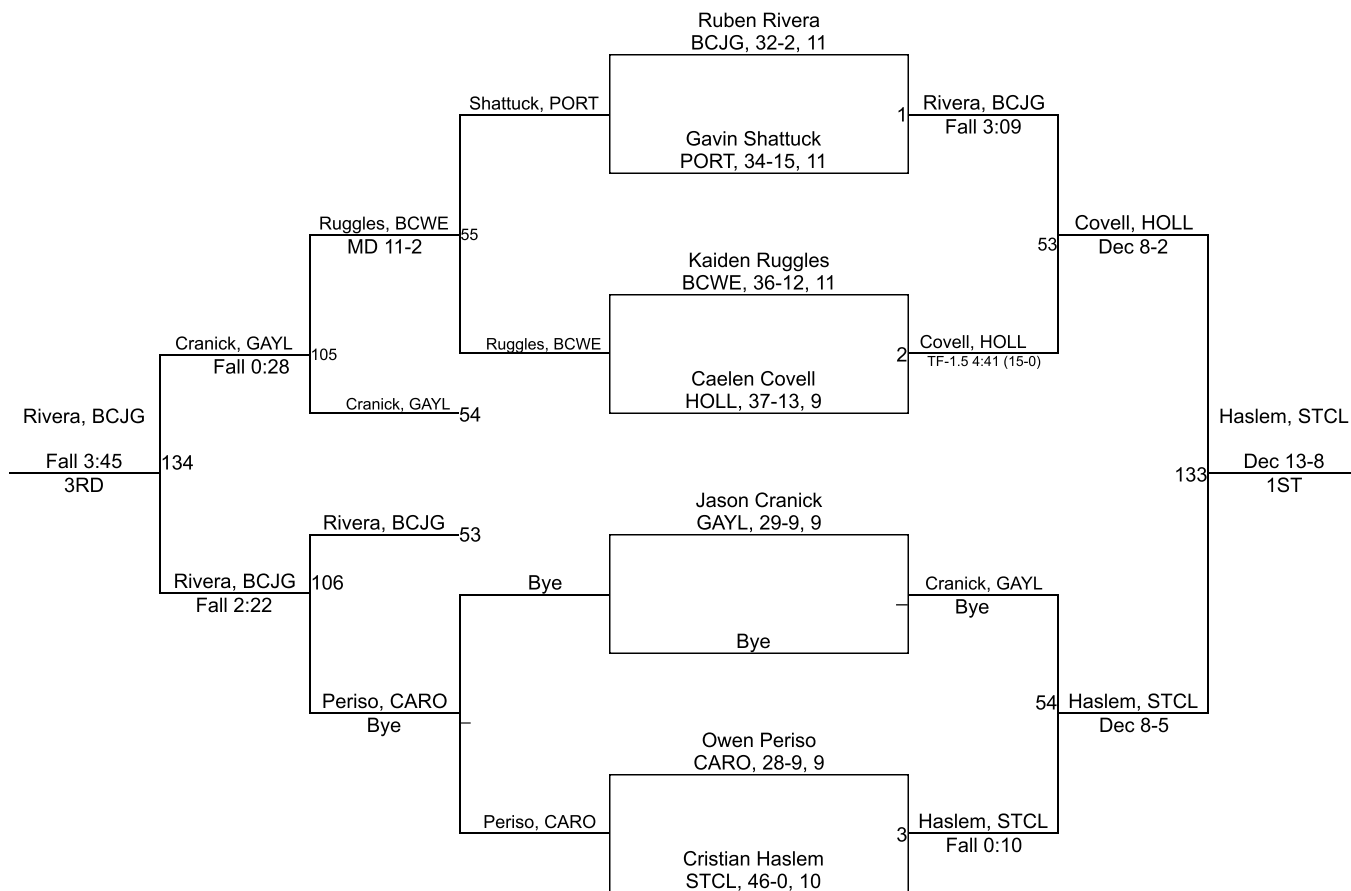 Ruben Rivera
BCJG, 32-2, 11
Shattuck, PORT
1
Rivera, BCJG
Fall 3:09
Gavin Shattuck
PORT, 34-15, 11
Ruggles, BCWE
55
MD 11-2
53
Covell, HOLL
Dec 8-2
Kaiden Ruggles
BCWE, 36-12, 11
Ruggles, BCWE
2
Covell, HOLL
TF-1.5 4:41 (15-0)
Caelen Covell
HOLL, 37-13, 9
Cranick, GAYL
105
Fall 0:28
Cranick, GAYL
54
Rivera, BCJG
Fall 3:45
3RD
134
Haslem, STCL
133
Dec 13-8
1ST
Jason Cranick
GAYL, 29-9, 9
Rivera, BCJG
53
Rivera, BCJG
106
Fall 2:22
Bye
Cranick, GAYL
Bye
Bye
Periso, CARO
Bye
54
Haslem, STCL
Dec 8-5
Owen Periso
CARO, 28-9, 9
Periso, CARO
3
Haslem, STCL
Fall 0:10
Cristian Haslem
STCL, 46-0, 10